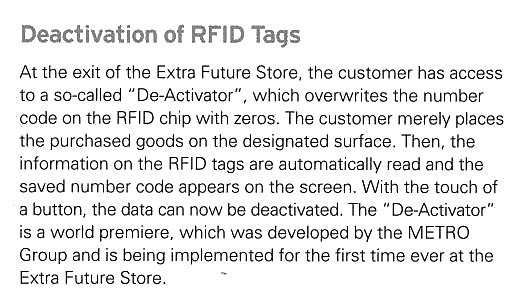 Deactivation of RFID Tags
At the exit of the Extra Future Store, the customer has access
to a so-called “De-Activator”, which overwrites the number
code on the RFID chip with zeros. The customer merely places
the purchased goods on the designated surface. Then, the
information on the RFID tags are automatically read and the
saved number code appears on the screen. With the touch of
a button, the data can now be deactivated. The “De-Activator”
is a world premiere, which was developed by the METRO
Group and is being implemented for the first time ever at the
Extra Future Store.